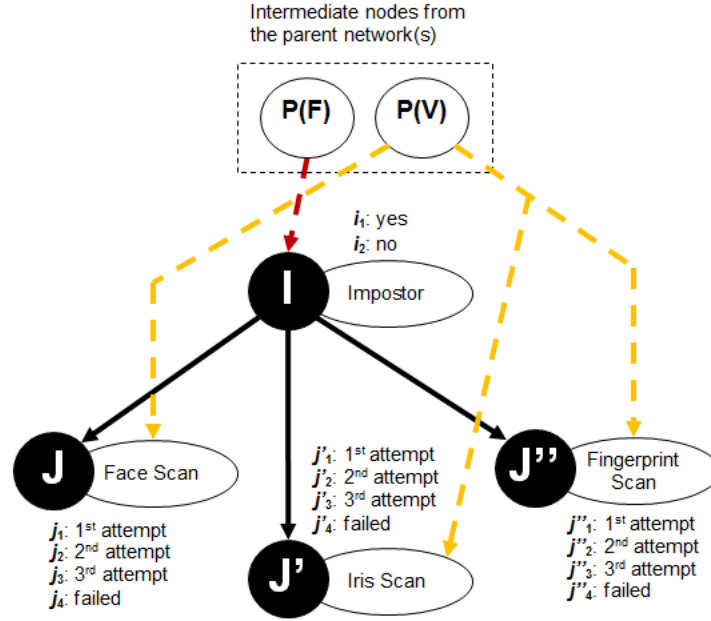 Intermediate nodes from
the parent network(s)
P(F)
P(V)
i₁: yes
i₂: no
I
Impostor
J
Face Scan
j₁: 1st attempt
j₂: 2nd attempt
j₃: 3rd attempt
j₄: failed
j'₁: 1st attempt
j'₂: 2nd attempt
j'₃: 3rd attempt
j'₄: failed
J'
Iris Scan
J''
Fingerprint
Scan
j''₁: 1st attempt
j''₂: 2nd attempt
j''₃: 3rd attempt
j''₄: failed